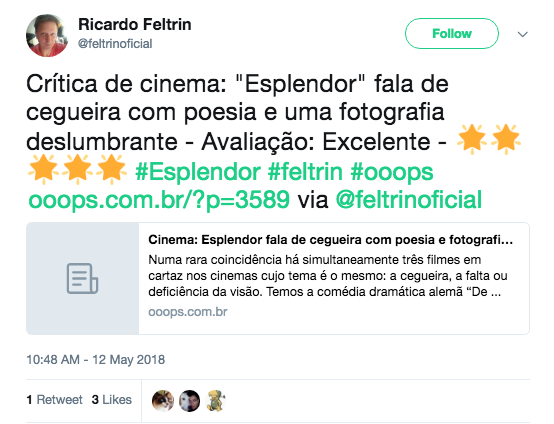 Ricardo Feltrin
@feltrinoficial
Follow
Crítica de cinema: "Esplendor" fala de
cegueira com poesia e uma fotografia
deslumbrante - Avaliação: Excelente - 🌟🌟
🌟🌟🌟 #Esplendor #feltrin #ooops
ooops.com.br/?p=3589 via @feltrinoficial
Cinema: Esplendor fala de cegueira com poesia e fotografi...
Numa rara coincidência há simultaneamente três filmes em
cartaz nos cinemas cujo tema é o mesmo: a cegueira, a falta ou
deficiência da visão. Temos a comédia dramática alemã “De ...
ooops.com.br
10:48 AM - 12 May 2018
1 Retweet 3 Likes